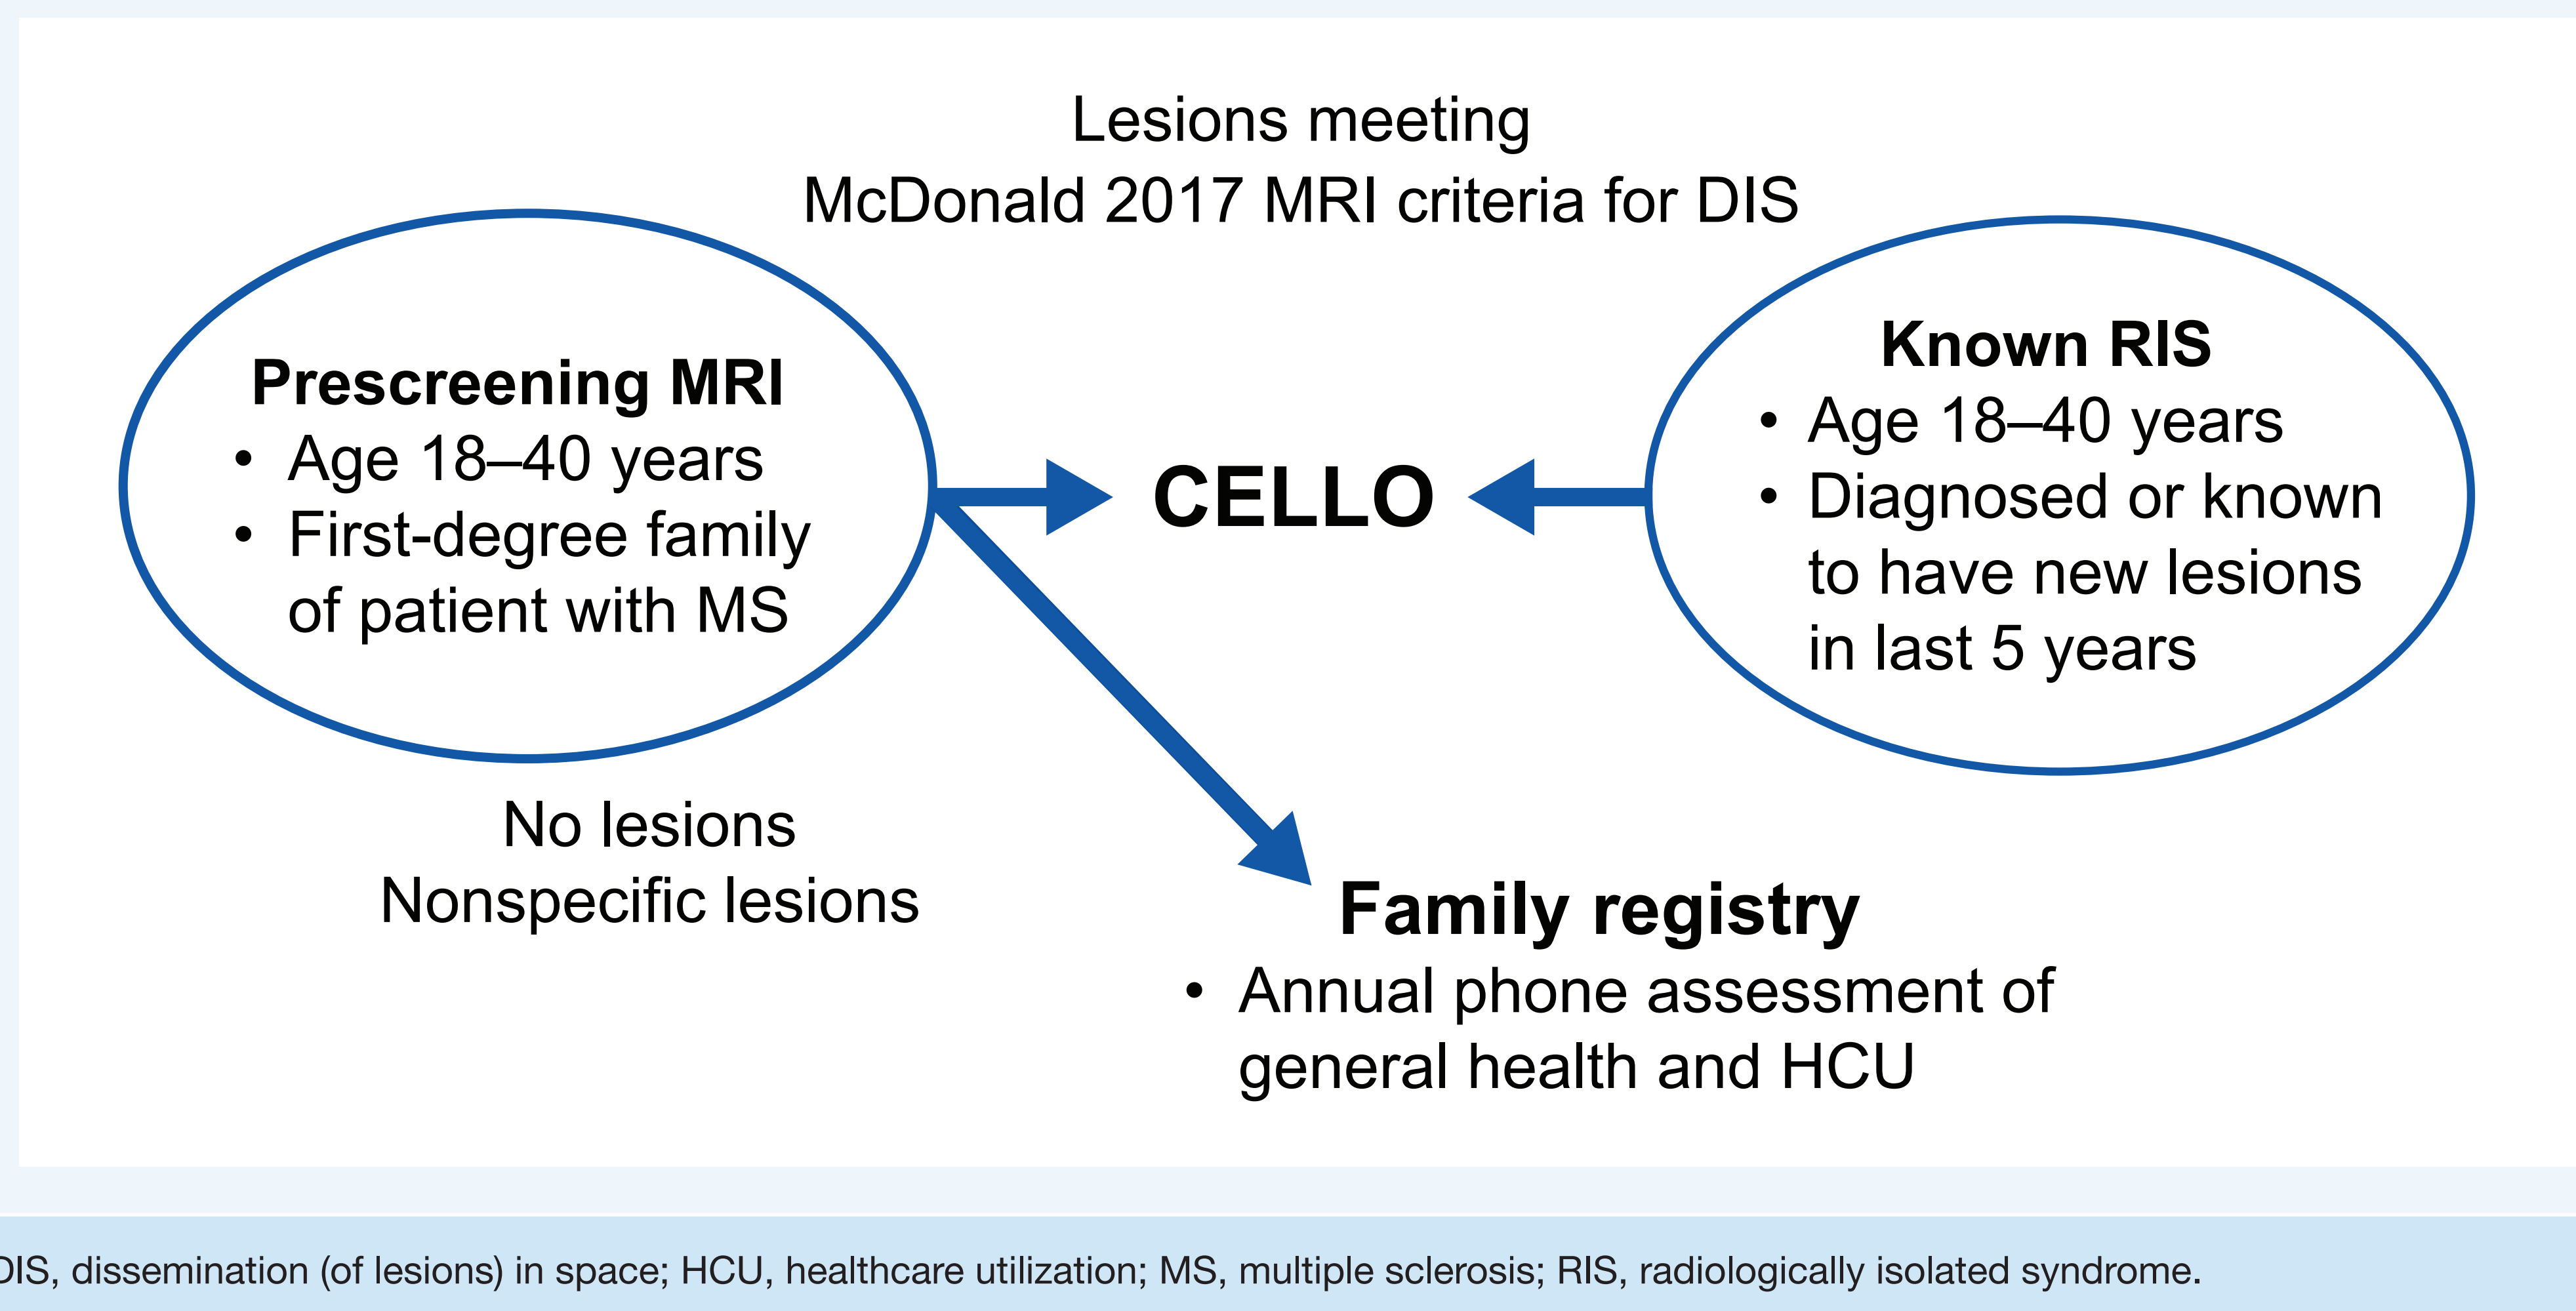 Lesions meeting
McDonald 2017 MRI criteria for DIS
Prescreening MRI
• Age 18–40 years
• First-degree family
of patient with MS
CELLO
Known RIS
• Age 18–40 years
• Diagnosed or known
to have new lesions
in last 5 years
No lesions
Nonspecific lesions
Family registry
• Annual phone assessment of
general health and HCU
DIS, dissemination (of lesions) in space; HCU, healthcare utilization; MS, multiple sclerosis; RIS, radiologically isolated syndrome.